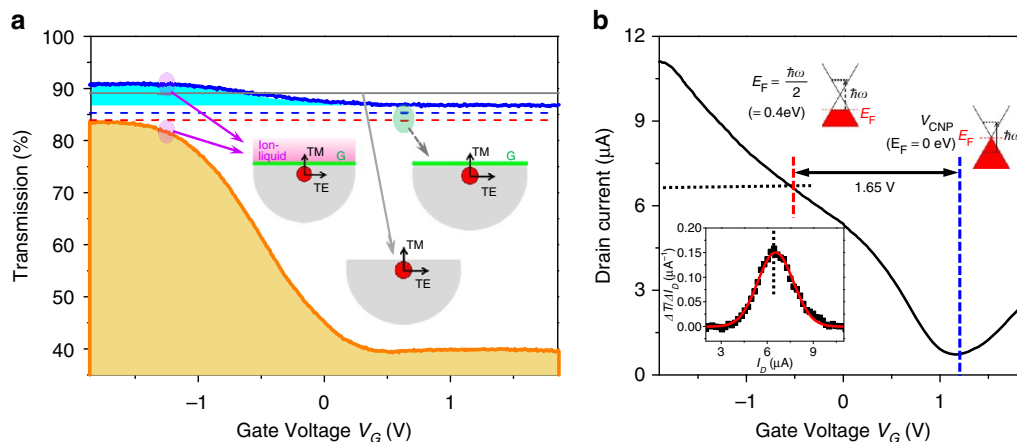 a
100
90
80
70
60
50
40
Transmission (%)
−1
0
1
Gate Voltage V_G (V)
Ion-
liquid
TM
G
TE
TM
G
TE
TM
TE
b
12
9
6
3
0
Drain current (μA)
−1
0
1
Gate Voltage V_G (V)
E_F = ħω/2
(= 0.4eV)
ħω
E_F
V_CNP
(E_F = 0 eV)
E_F
ħω
1.65 V
0.20
0.15
0.10
0.05
0.00
ΔT/ΔI_D (μA⁻¹)
3
6
9
I_D (μA)